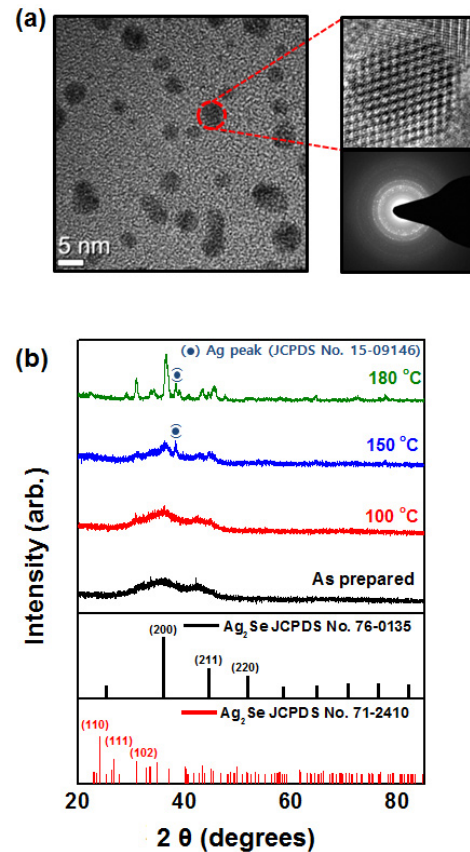 (a)
5 nm
(b)
(●) Ag peak (JCPDS No. 15-09146)
180 °C
150 °C
100 °C
As prepared
Intensity (arb.)
(200)
Ag₂Se JCPDS No. 76-0135
(211)
(220)
Ag₂Se JCPDS No. 71-2410
(110)
(111)
(102)
20 40 60 80
2 θ (degrees)